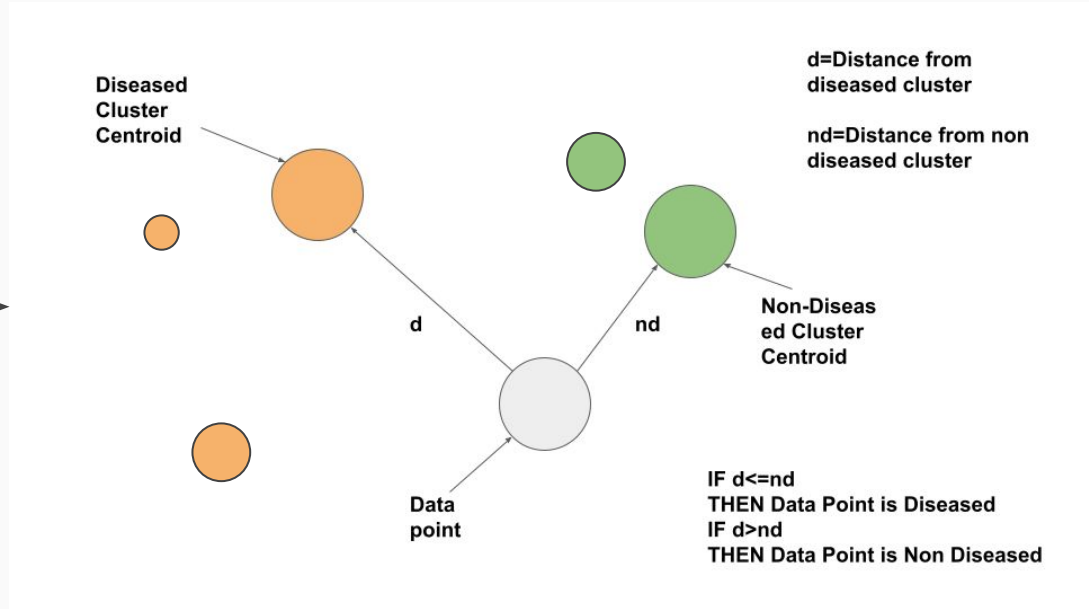 Diseased
Cluster
Centroid
d=Distance from
diseased cluster
nd=Distance from non
diseased cluster
d
nd
Non-Diseas
ed Cluster
Centroid
Data
point
IF d<=nd
THEN Data Point is Diseased
IF d>nd
THEN Data Point is Non Diseased